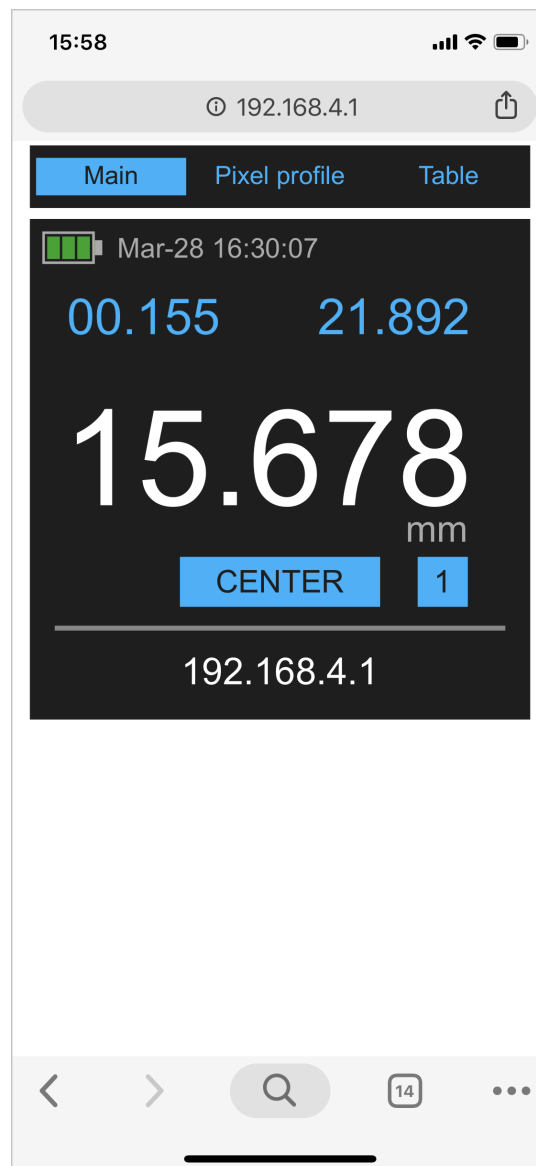 15:58
192.168.4.1
Main Pixel profile Table
Mar-28 16:30:07
00.155 21.892
15.678
mm
CENTER 1
192.168.4.1
14